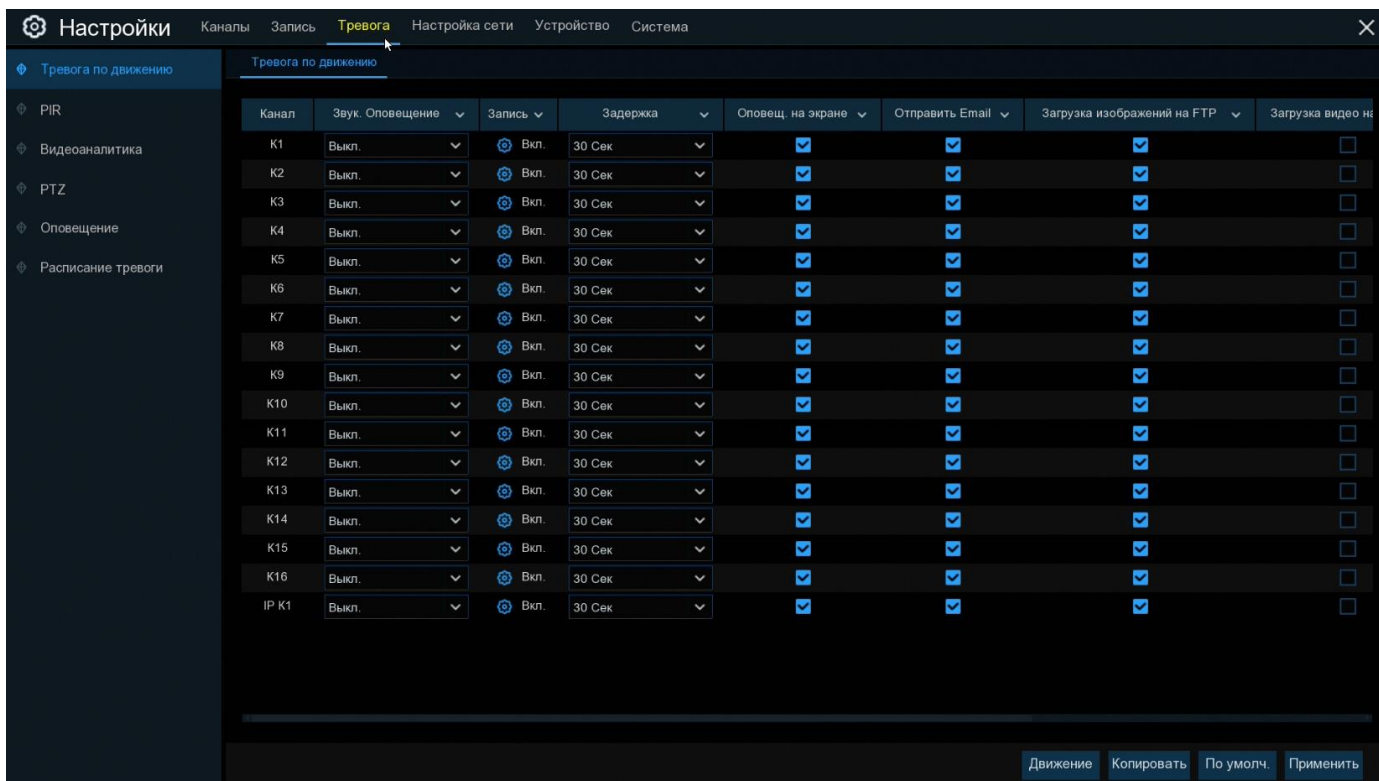 Настройки Каналы Запись Тревога Настройка сети Устройство Система
Тревога по движению
PIR
Видеоаналитика
PTZ
Оповещение
Расписание тревоги
Тревога по движению
Канал Звук. Оповещение Запись Задержка Оповещ. на экране Отправить Email Загрузка изображений на FTP Загрузка видео на
К1 Выкл. Вкл. 30 Сек
К2 Выкл. Вкл. 30 Сек
К3 Выкл. Вкл. 30 Сек
К4 Выкл. Вкл. 30 Сек
К5 Выкл. Вкл. 30 Сек
К6 Выкл. Вкл. 30 Сек
К7 Выкл. Вкл. 30 Сек
К8 Выкл. Вкл. 30 Сек
К9 Выкл. Вкл. 30 Сек
К10 Выкл. Вкл. 30 Сек
К11 Выкл. Вкл. 30 Сек
К12 Выкл. Вкл. 30 Сек
К13 Выкл. Вкл. 30 Сек
К14 Выкл. Вкл. 30 Сек
К15 Выкл. Вкл. 30 Сек
К16 Выкл. Вкл. 30 Сек
IP К1 Выкл. Вкл. 30 Сек
Движение Копировать По умолч. Применить